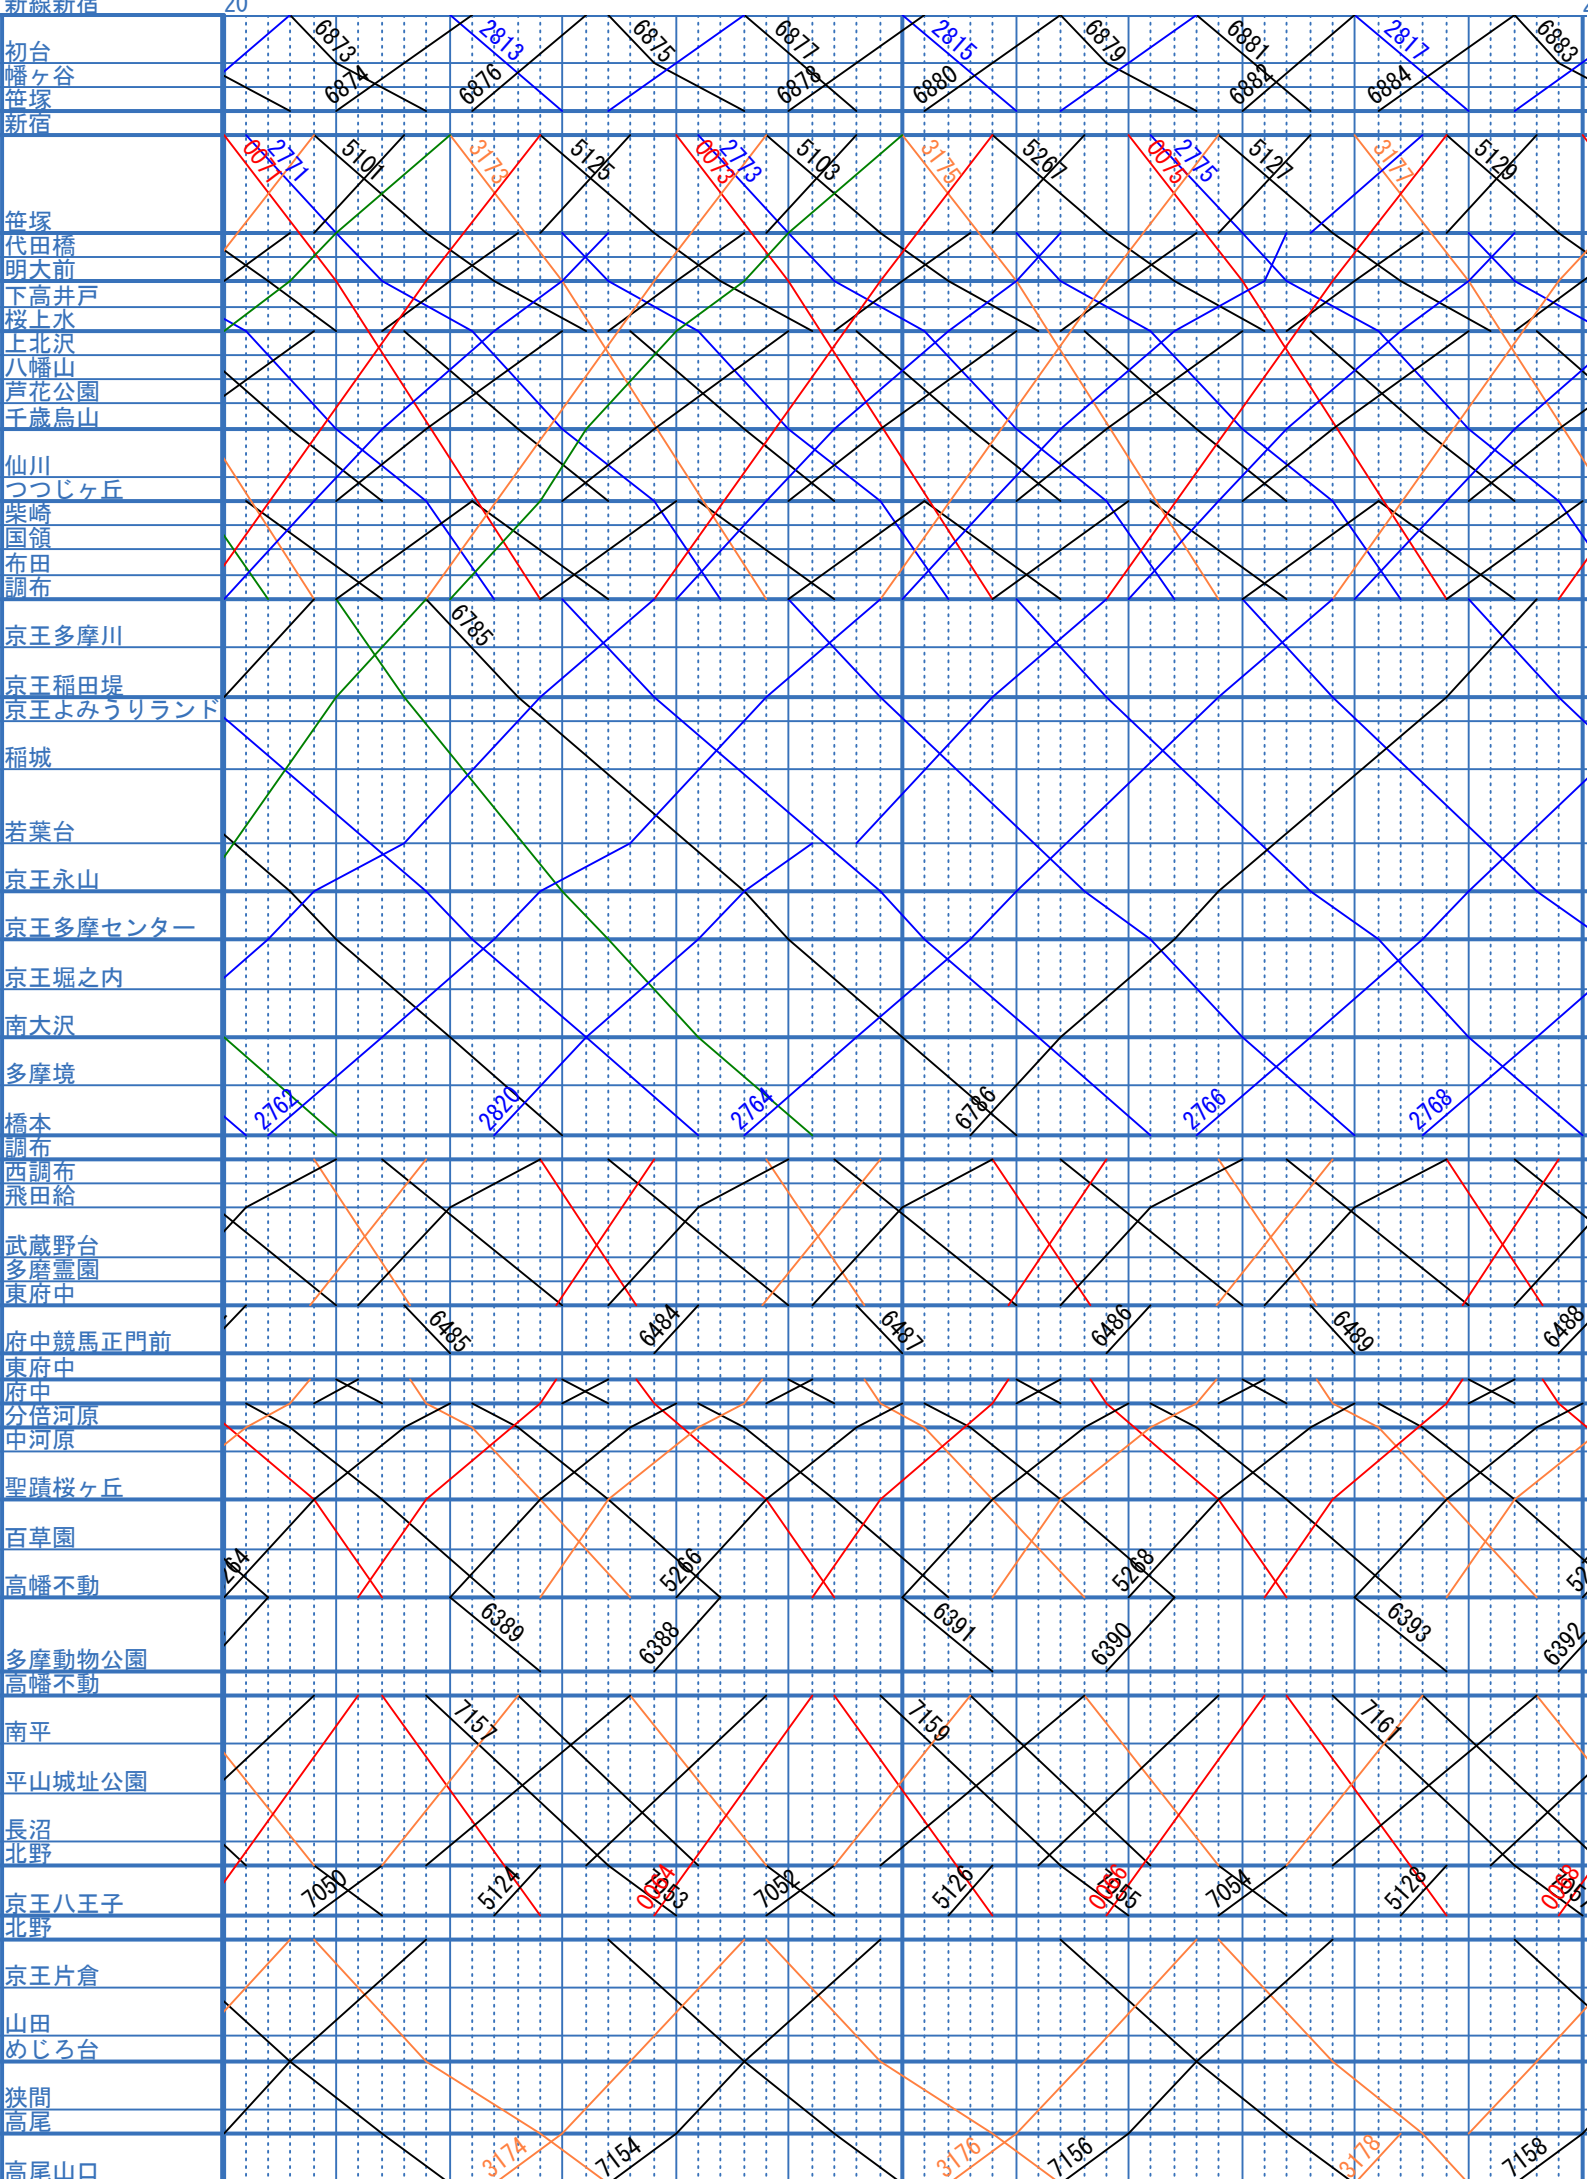 新線新宿 20
6873 2813 6875 6877 2815 6879 6881 2817 6883
初台
幡ヶ谷
6874 6876 6878 6880 6882 6884
笹塚
新宿
0071 2771 5101 3173 5125 0073 2773 5103 3175 5267 0075 2775 5127 3177 5129
笹塚
代田橋
明大前
下高井戸
桜上水
上北沢
八幡山
芦花公園
千歳烏山
仙川
つつじヶ丘
柴崎
国領
布田
調布
京王多摩川 6785
京王稲田堤
京王よみうりランド
稲城
若葉台
京王永山
京王多摩センター
京王堀之内
南大沢
多摩境
2762 2820 2764 6786 2766 2768
橋本
調布
西調布
飛田給
武蔵野台
多磨霊園
東府中
6485 6484 6487 6486 6489 6488
府中競馬正門前
東府中
府中
分倍河原
中河原
聖蹟桜ヶ丘
百草園
264 5266 5268
高幡不動
6389 6388 6391 6390 6393 6392
多摩動物公園
高幡不動
南平 7157 7159 7161
平山城址公園
長沼
北野
7050 5124 0064 7052 5126 0066 7054 5128 0068
京王八王子
北野
京王片倉
山田
めじろ台
狭間
高尾
3174 7154 3176 7156 3178 7158
高尾山口